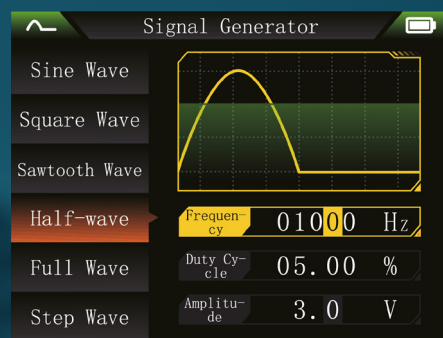 Signal Generator
Sine Wave
Square Wave
Sawtooth Wave
Half-wave
Full Wave
Step Wave
Frequen-
cy
01000 Hz
Duty Cy-
cle
05.00 %
Amplitu-
de
3.0 V